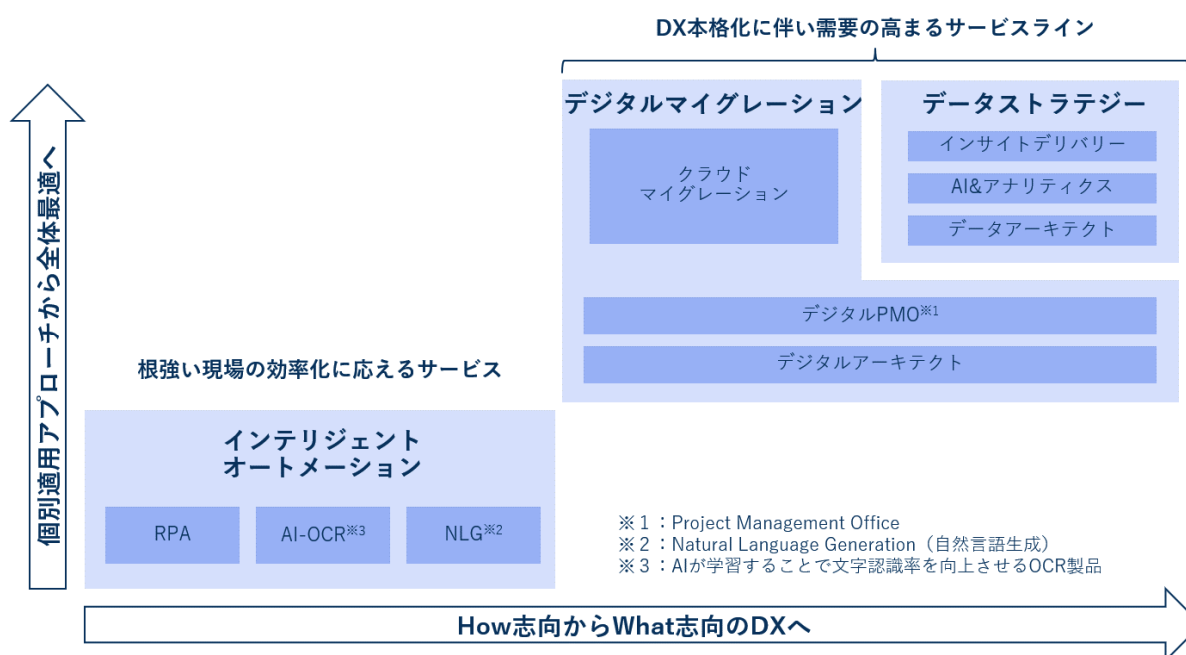 DX本格化に伴い需要の高まるサービスライン
デジタルマイグレーション
クラウド
マイグレーション
データストラテジー
インサイトデリバリー
AI&アナリティクス
データアーキテクト
デジタルPMO※1
デジタルアーキテクト
個別適用アプローチから全体最適へ
根強い現場の効率化に応えるサービス
インテリジェント
オートメーション
RPA
AI-OCR※3
NLG※2
※1：Project Management Office
※2：Natural Language Generation（自然言語生成）
※3：AIが学習することで文字認識率を向上させるOCR製品
How志向からWhat志向のDXへ